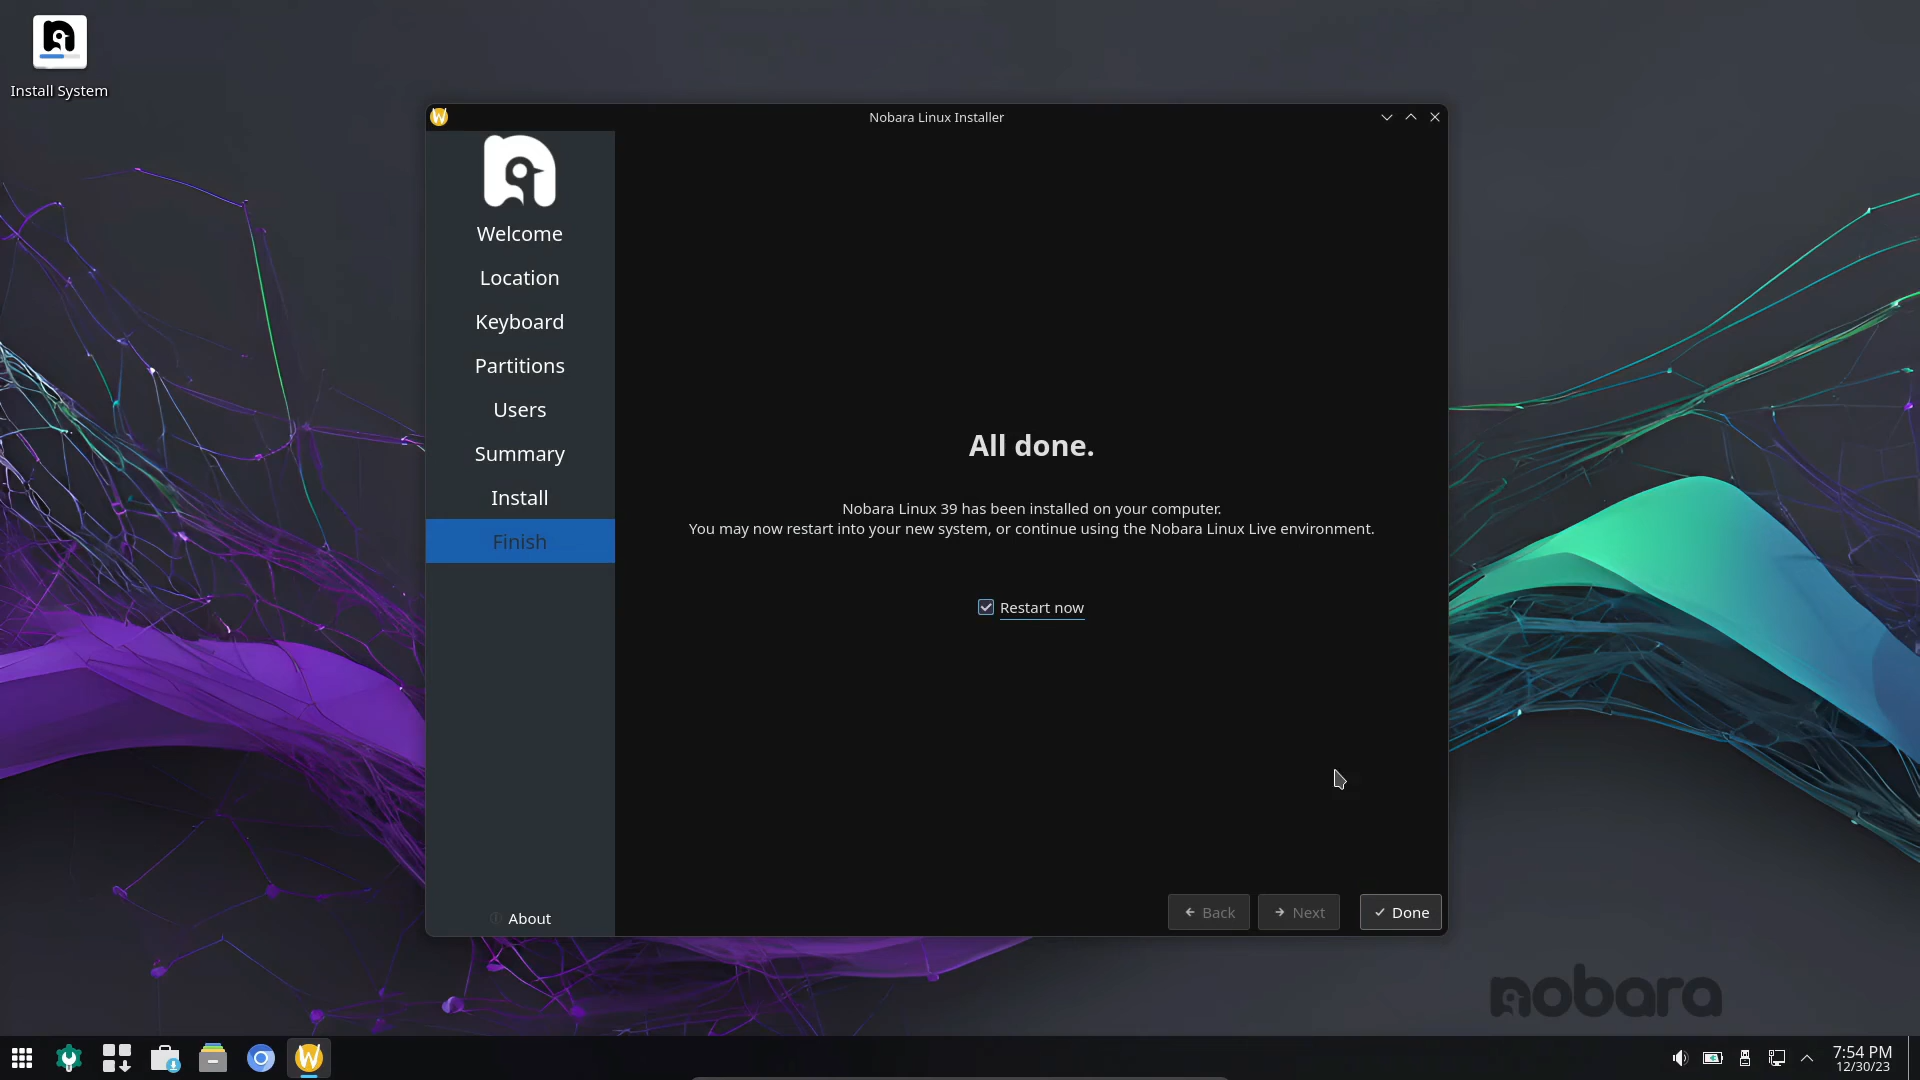 Install System
Nobara Linux Installer
Welcome
Location
Keyboard
Partitions
Users
Summary
Install
Finish
About
All done.
Nobara Linux 39 has been installed on your computer.
You may now restart into your new system, or continue using the Nobara Linux Live environment.
Restart now
Back
Next
Done
nobara
7:54 PM
12/30/23